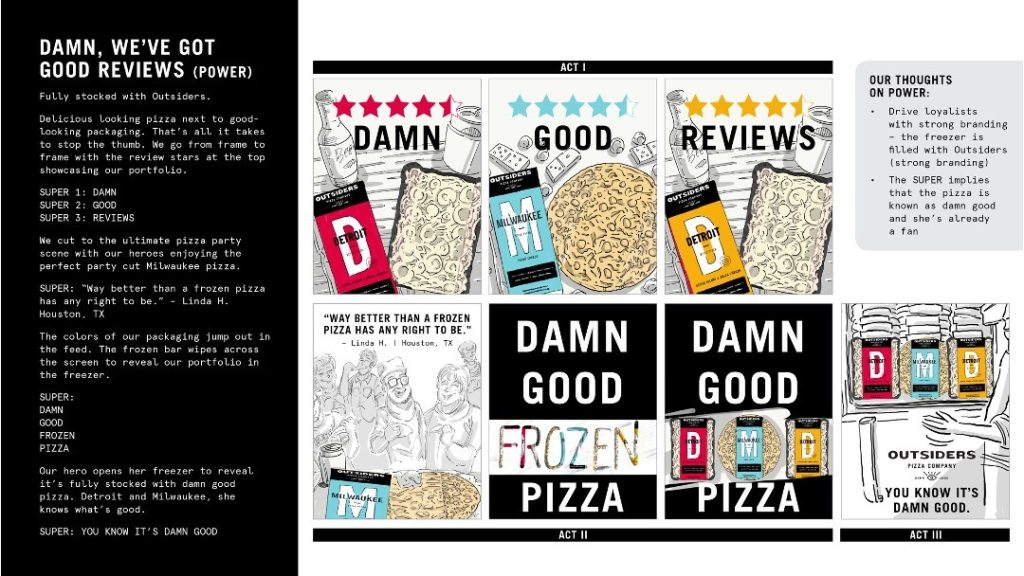 DAMN, WE'VE GOT
GOOD REVIEWS (POWER)
Fully stocked with Outsiders.
Delicious looking pizza next to good-
looking packaging. That's all it takes
to stop the thumb. We go from frame to
frame with the review stars at the top
showcasing our portfolio.
SUPER 1: DAMN
SUPER 2: GOOD
SUPER 3: REVIEWS
We cut to the ultimate pizza party
scene with our heroes enjoying the
perfect party cut Milwaukee pizza.
SUPER: "Way better than a frozen pizza
has any right to be." – Linda H.
Houston, TX
The colors of our packaging jump out in
the feed. The frozen bar wipes across
the screen to reveal our portfolio in
the freezer.
SUPER:
DAMN
GOOD
FROZEN
PIZZA
Our hero opens her freezer to reveal
it's fully stocked with damn good
pizza. Detroit and Milwaukee, she
knows what's good.
SUPER: YOU KNOW IT'S DAMN GOOD
ACT I
DAMN
OUTSIDERS
D
DETROIT
GOOD
OUTSIDERS
MILWAUKEE
M
REVIEWS
OUTSIDERS
DETROIT
D
OUR THOUGHTS
ON POWER:
• Drive loyalists
with strong branding
– the freezer is
filled with Outsiders
(strong branding)
• The SUPER implies
that the pizza is
known as damn good
and she's already
a fan
"WAY BETTER THAN A FROZEN
PIZZA HAS ANY RIGHT TO BE."
– Linda H. | Houston, TX
OUTSIDERS
MILWAUKEE
M
DAMN
GOOD
FROZEN
PIZZA
DAMN
GOOD
OUTSIDERS
D
M
D
PIZZA
D
M
D
OUTSIDERS
PIZZA COMPANY
YOU KNOW IT'S
DAMN GOOD.
ACT II
ACT III